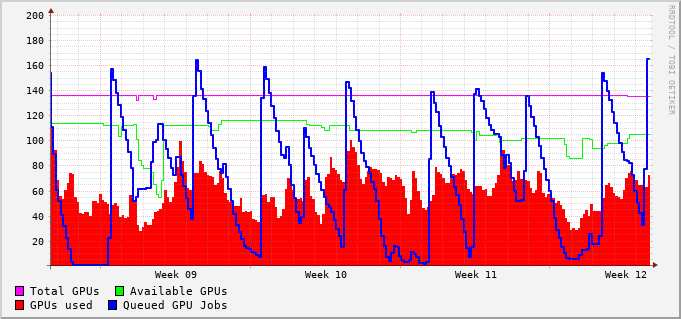 200
180
160
140
120
100
80
60
40
20
Week 09 Week 10 Week 11 Week 12
Total GPUs Available GPUs
GPUs used Queued GPU Jobs
RRDTOOL / TOBI OETIKER